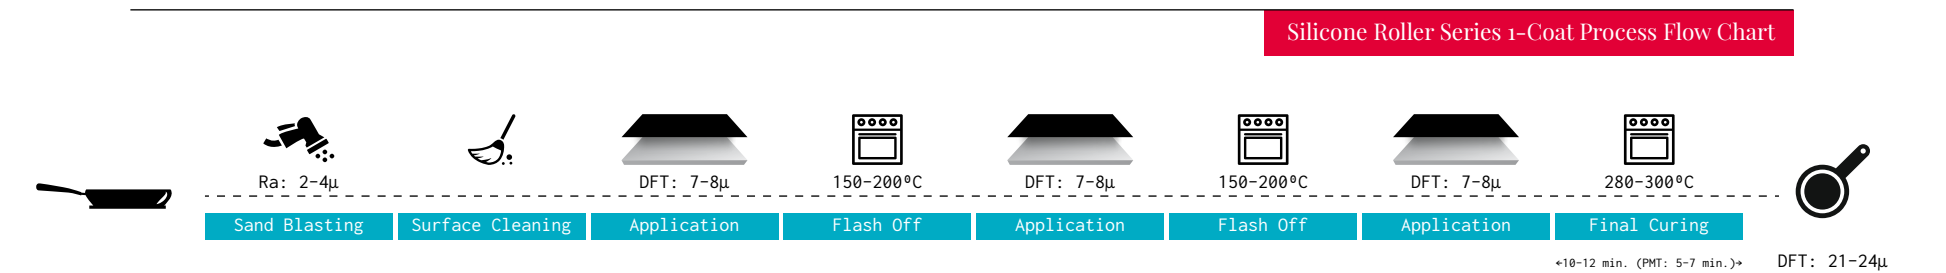 Silicone Roller Series 1-Coat Process Flow Chart
Ra: 2-4μ
DFT: 7-8μ
150-200ºC
DFT: 7-8μ
150-200ºC
DFT: 7-8μ
280-300ºC
Sand Blasting
Surface Cleaning
Application
Flash Off
Application
Flash Off
Application
Final Curing
←10-12 min. (PMT: 5-7 min.)→
DFT: 21-24μ